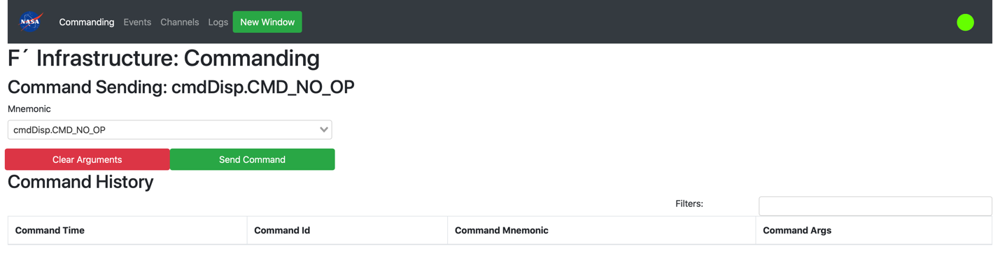 NASA Commanding Events Channels Logs New Window
F´ Infrastructure: Commanding
Command Sending: cmdDisp.CMD_NO_OP
Mnemonic
cmdDisp.CMD_NO_OP
Clear Arguments Send Command
Command History
Filters:
Command Time Command Id Command Mnemonic Command Args